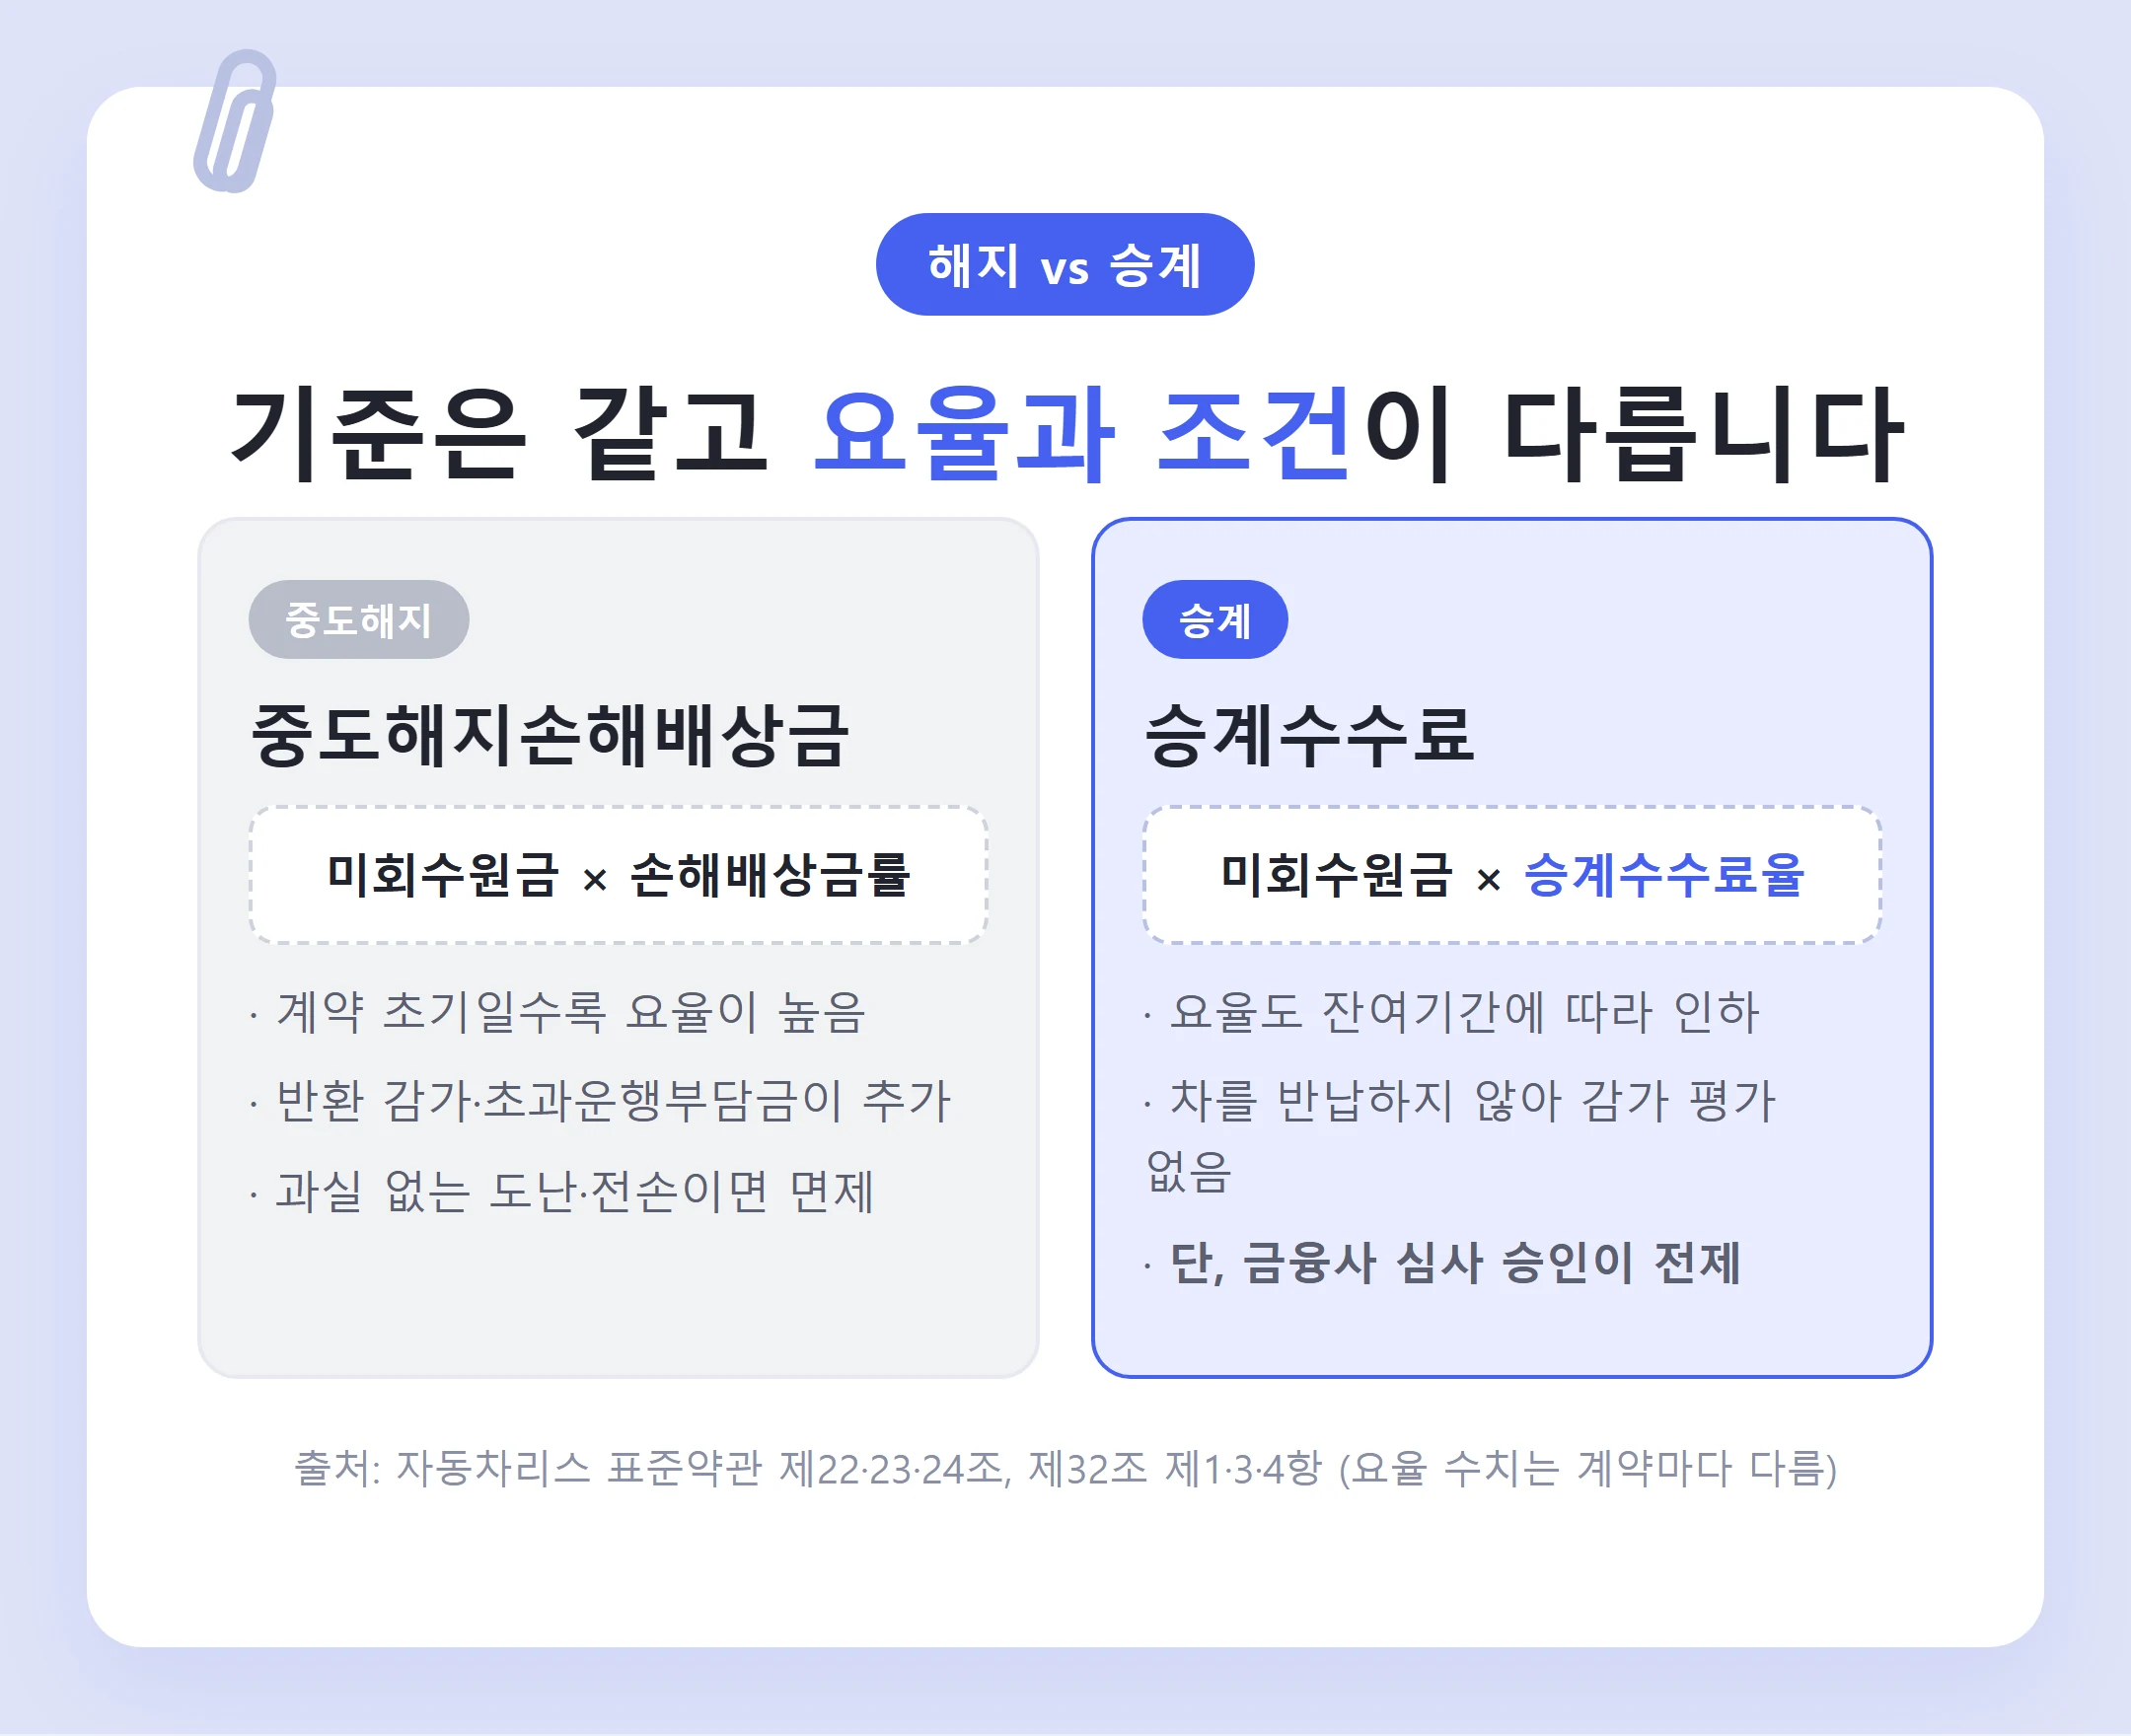 해지 vs 승계
기준은 같고 요율과 조건이 다릅니다
중도해지
중도해지손해배상금
미회수원금 × 손해배상금률
· 계약 초기일수록 요율이 높음
· 반환 감가·초과운행부담금이 추가
· 과실 없는 도난·전손이면 면제
승계
승계수수료
미회수원금 × 승계수수료율
· 요율도 잔여기간에 따라 인하
· 차를 반납하지 않아 감가 평가
없음
· 단, 금융사 심사 승인이 전제
출처: 자동차리스 표준약관 제22·23·24조, 제32조 제1·3·4항 (요율 수치는 계약마다 다름)